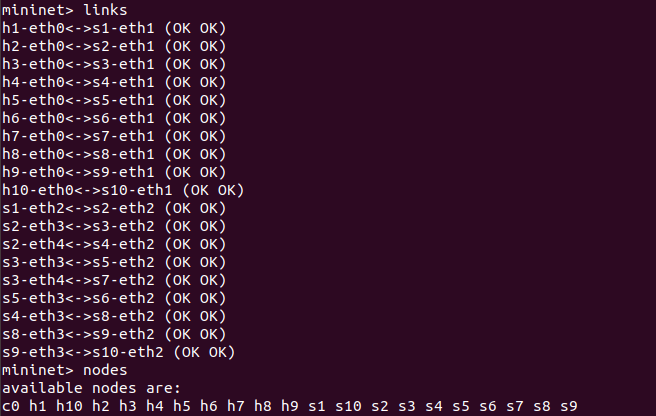 mininet> links
h1-eth0<->s1-eth1 (OK OK)
h2-eth0<->s2-eth1 (OK OK)
h3-eth0<->s3-eth1 (OK OK)
h4-eth0<->s4-eth1 (OK OK)
h5-eth0<->s5-eth1 (OK OK)
h6-eth0<->s6-eth1 (OK OK)
h7-eth0<->s7-eth1 (OK OK)
h8-eth0<->s8-eth1 (OK OK)
h9-eth0<->s9-eth1 (OK OK)
h10-eth0<->s10-eth1 (OK OK)
s1-eth2<->s2-eth2 (OK OK)
s2-eth3<->s3-eth2 (OK OK)
s2-eth4<->s4-eth2 (OK OK)
s3-eth3<->s5-eth2 (OK OK)
s3-eth4<->s7-eth2 (OK OK)
s5-eth3<->s6-eth2 (OK OK)
s4-eth3<->s8-eth2 (OK OK)
s8-eth3<->s9-eth2 (OK OK)
s9-eth3<->s10-eth2 (OK OK)
mininet> nodes
available nodes are:
c0 h1 h10 h2 h3 h4 h5 h6 h7 h8 h9 s1 s10 s2 s3 s4 s5 s6 s7 s8 s9